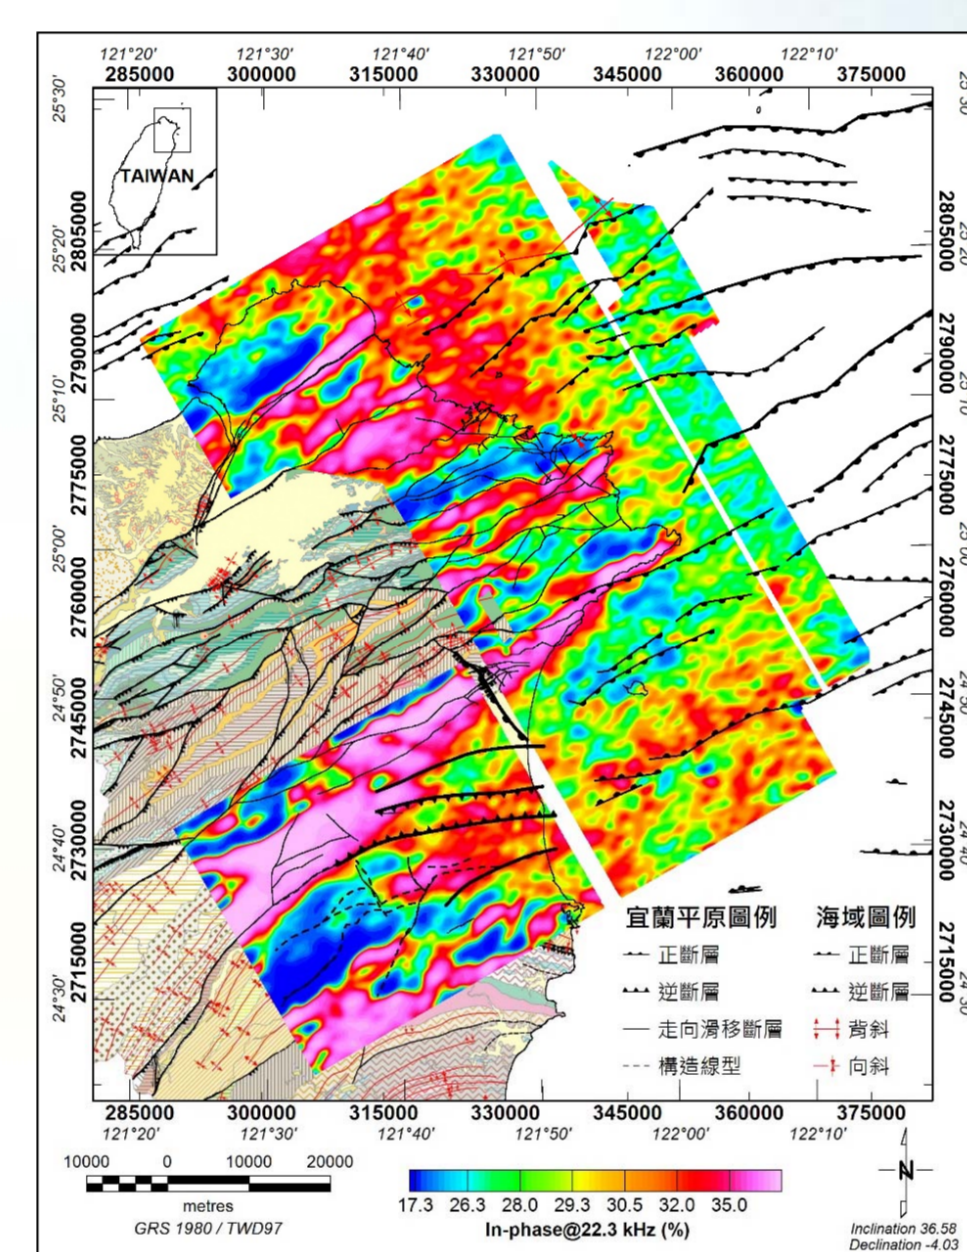 121°20' 121°30' 121°40' 121°50' 122°00' 122°10'
285000 300000 315000 330000 345000 360000 375000
25°30'
25°20'
25°10'
25°00'
24°50'
24°40'
24°30'
2805000
2790000
2775000
2760000
2745000
2730000
2715000
TAIWAN
2805000
2790000
2775000
2760000
2745000
2730000
2715000
宜蘭平原圖例
正斷層
逆斷層
走向滑移斷層
構造線型
海域圖例
正斷層
逆斷層
背斜
向斜
285000 300000 315000 330000 345000 360000 375000
121°20' 121°30' 121°40' 121°50' 122°00' 122°10'
10000 0 10000 20000
metres
GRS 1980 / TWD97
17.3 26.3 28.0 29.3 30.5 32.0 35.0
In-phase@22.3 kHz (%)
N
Inclination 36.58
Declination -4.03